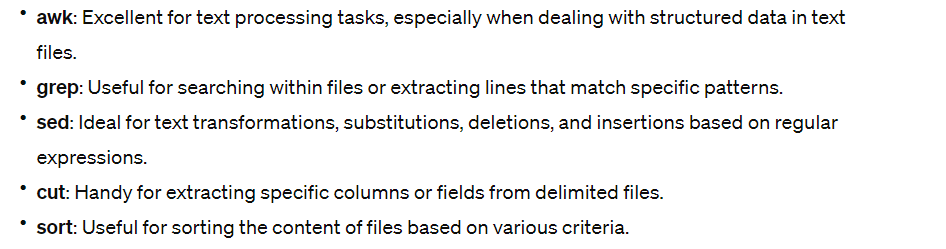 • awk: Excellent for text processing tasks, especially when dealing with structured data in text
files.
• grep: Useful for searching within files or extracting lines that match specific patterns.
• sed: Ideal for text transformations, substitutions, deletions, and insertions based on regular
expressions.
• cut: Handy for extracting specific columns or fields from delimited files.
• sort: Useful for sorting the content of files based on various criteria.